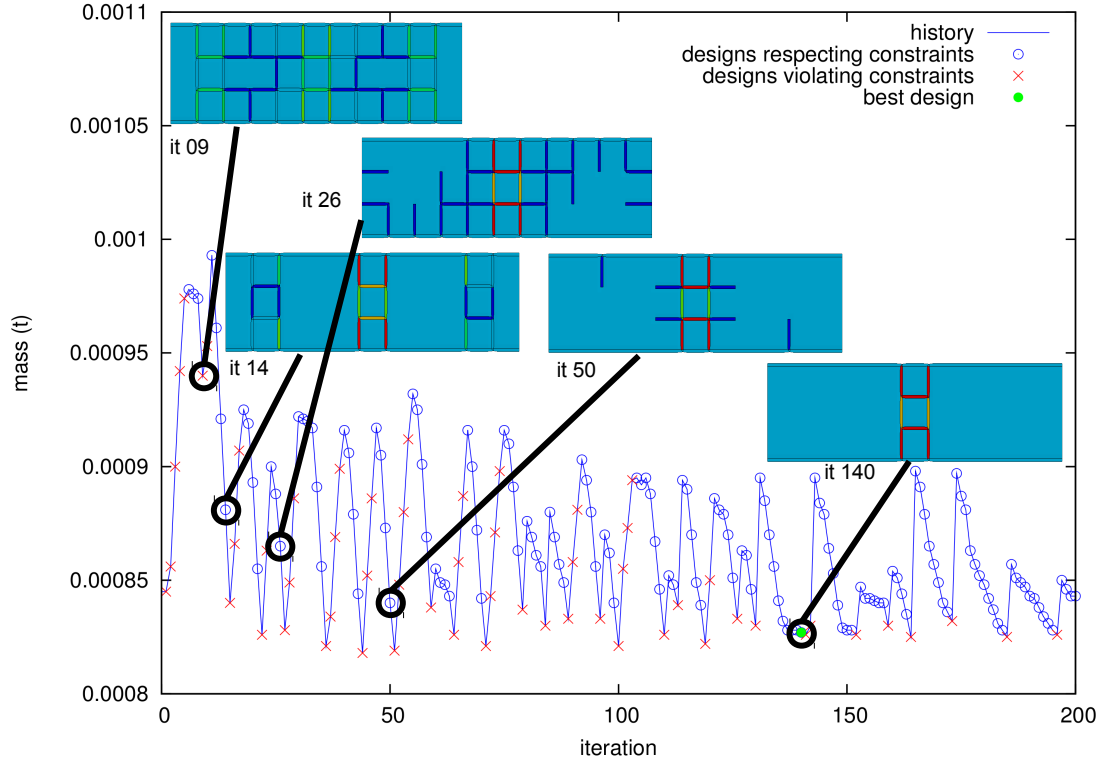 0.0011
history
designs respecting constraints
designs violating constraints
best design
0.00105
it 09
it 26
0.001
it 14
it 50
0.00095
mass (t)
0.0009
it 140
0.00085
0.0008
0
50
100
150
200
iteration